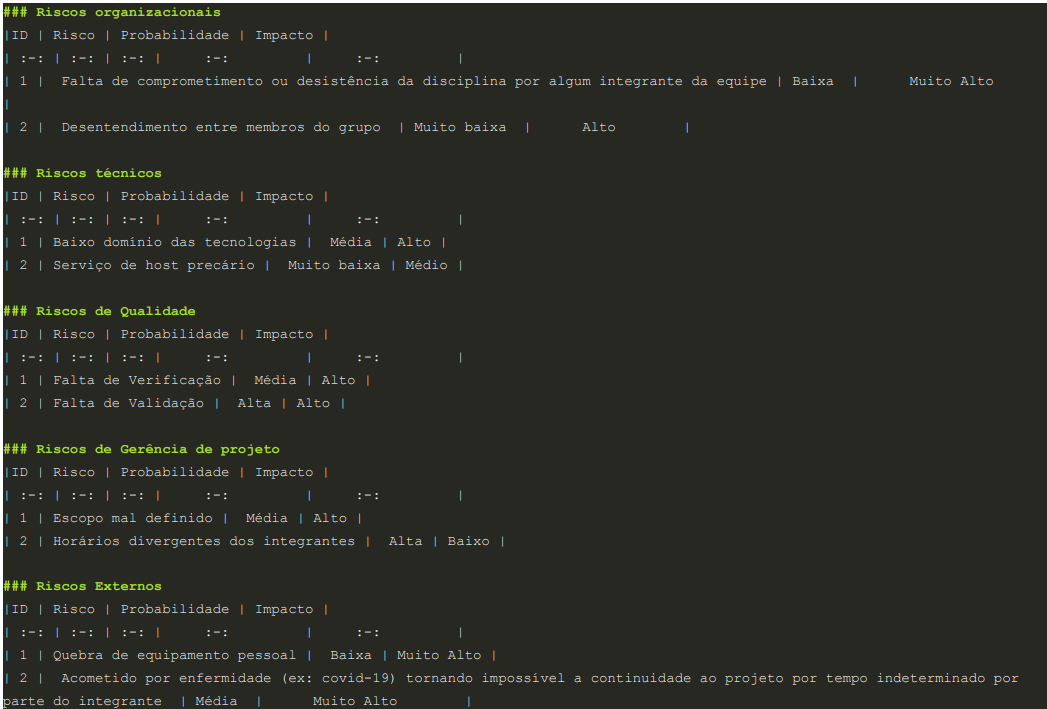 ### Riscos organizacionais
|ID | Risco | Probabilidade | Impacto |
| :-: | :-: | :-: | :-: | :-: |
| 1 | Falta de comprometimento ou desistência da disciplina por algum integrante da equipe | Baixa | Muito Alto
|
| 2 | Desentendimento entre membros do grupo | Muito baixa | Alto |
### Riscos técnicos
|ID | Risco | Probabilidade | Impacto |
| :-: | :-: | :-: | :-: | :-: |
| 1 | Baixo domínio das tecnologias | Média | Alto |
| 2 | Serviço de host precário | Muito baixa | Médio |
### Riscos de Qualidade
|ID | Risco | Probabilidade | Impacto |
| :-: | :-: | :-: | :-: | :-: |
| 1 | Falta de Verificação | Média | Alto |
| 2 | Falta de Validação | Alta | Alto |
### Riscos de Gerência de projeto
|ID | Risco | Probabilidade | Impacto |
| :-: | :-: | :-: | :-: | :-: |
| 1 | Escopo mal definido | Média | Alto |
| 2 | Horários divergentes dos integrantes | Alta | Baixo |
### Riscos Externos
|ID | Risco | Probabilidade | Impacto |
| :-: | :-: | :-: | :-: | :-: |
| 1 | Quebra de equipamento pessoal | Baixa | Muito Alto |
| 2 | Acometido por enfermidade (ex: covid-19) tornando impossível a continuidade ao projeto por tempo indeterminado por
parte do integrante | Média | Muito Alto |